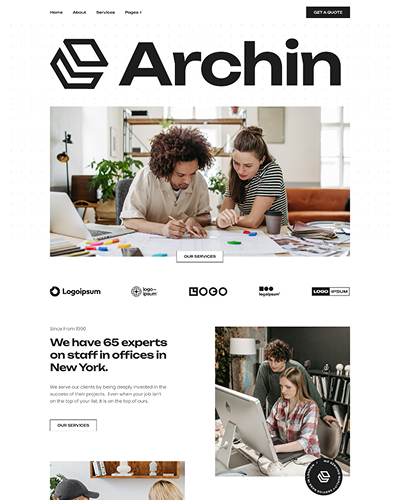 Home About Services Pages +
GET A QUOTE
Archin
OUR SERVICES
Logoipsum
logo—
ipsum
LOGO
logoipsum
LOGO IPSUM
Since From 1990
We have 65 experts
on staff in offices in
New York.
We serve our clients by being deeply invested in the
success of their projects. Even when your job isn't
on the top of your list, it is on the top of ours.
OUR SERVICES